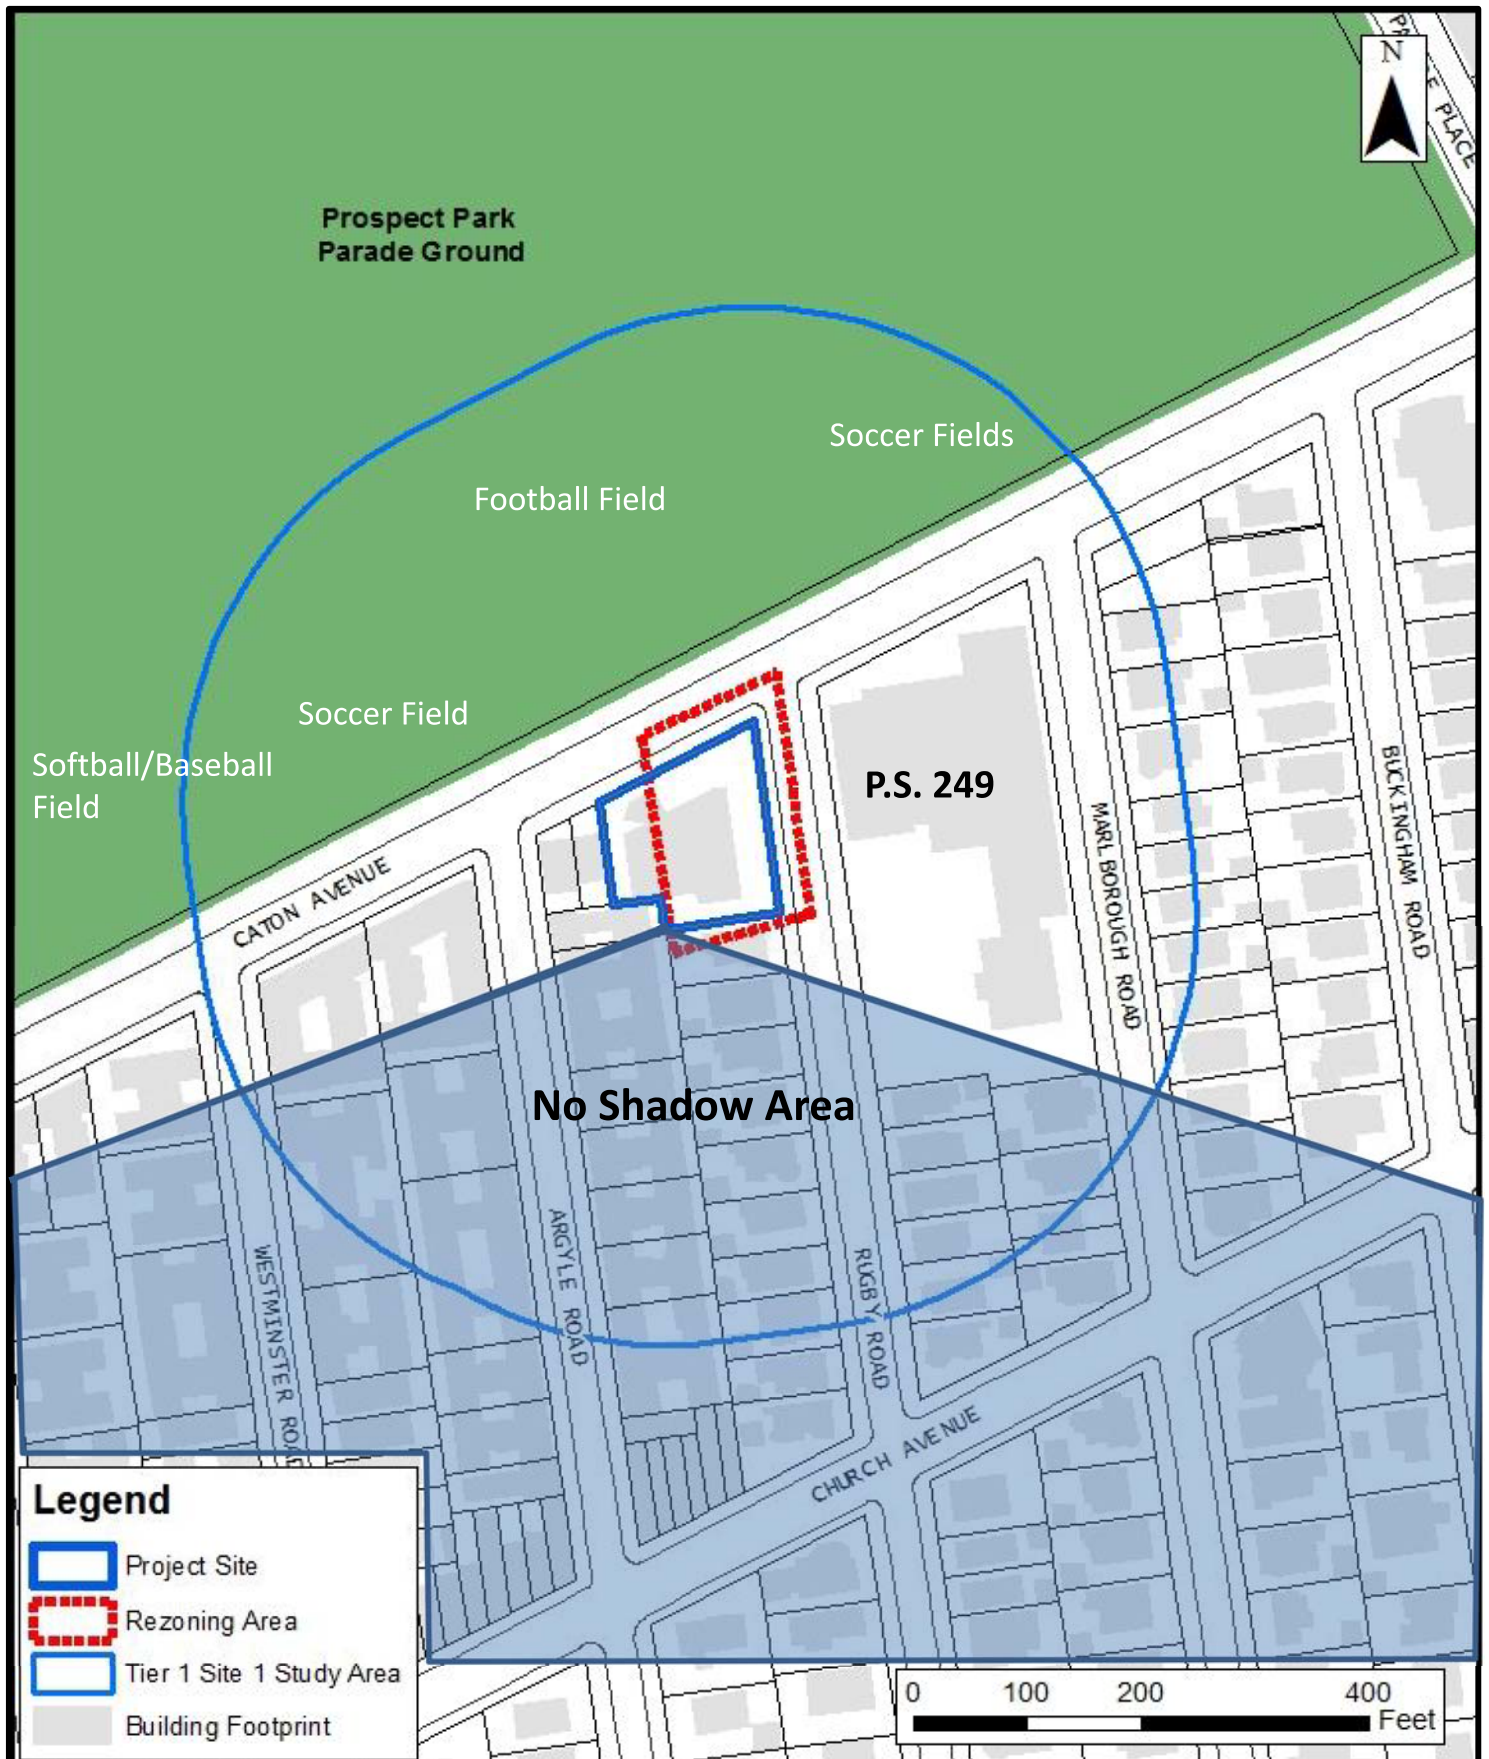 N
PLACE
Prospect Park
Parade Ground
Soccer Fields
Football Field
Soccer Field
Softball/Baseball
Field
P.S. 249
CATON AVENUE
MARLBOROUGH ROAD
BUCKINGHAM ROAD
No Shadow Area
WESTMINSTER ROAD
ARGYLE ROAD
RUGBY ROAD
CHURCH AVENUE
Legend
Project Site
Rezoning Area
Tier 1 Site 1 Study Area
Building Footprint
0 100 200 400
Feet